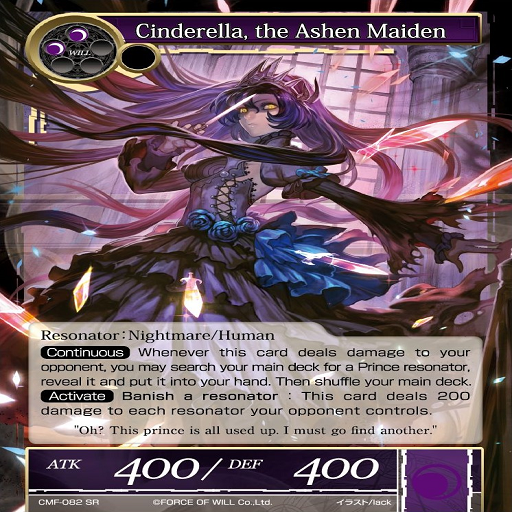 Cinderella, the Ashen Maiden
WILL
Resonator：Nightmare/Human
Continuous Whenever this card deals damage to your
opponent, you may search your main deck for a Prince resonator,
reveal it and put it into your hand. Then shuffle your main deck.
Activate Banish a resonator : This card deals 200
damage to each resonator your opponent controls.
"Oh? This prince is all used up. I must go find another."
ATK 400/ DEF 400
CMF-082 SR ©FORCE OF WILL Co.,Ltd. イラスト/lack